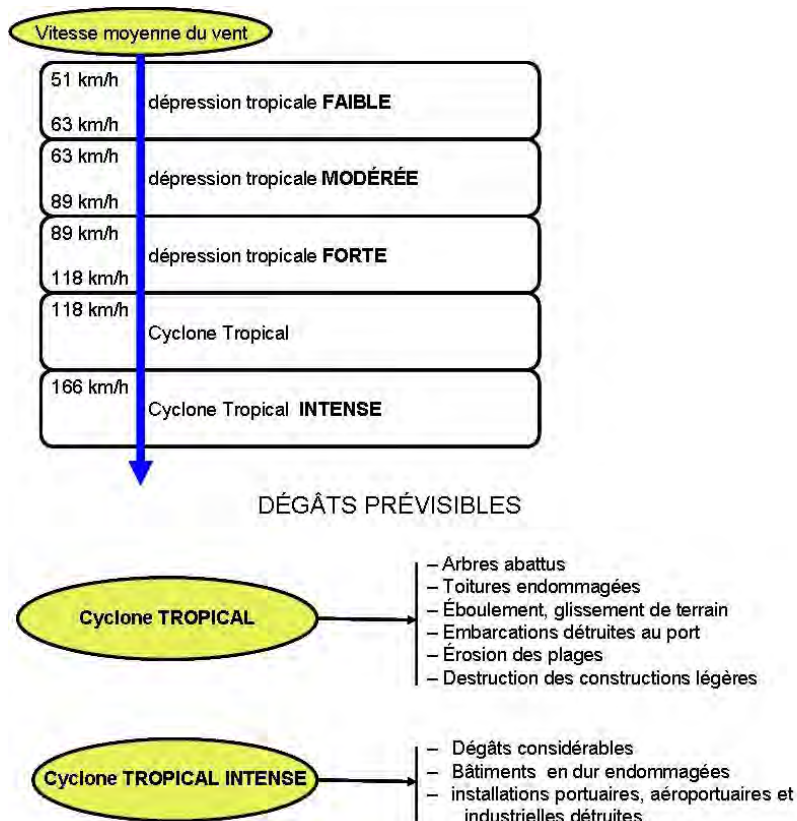 Vitesse moyenne du vent
51 km/h
dépression tropicale FAIBLE
63 km/h
63 km/h
dépression tropicale MODÉRÉE
89 km/h
89 km/h
dépression tropicale FORTE
118 km/h
118 km/h
Cyclone Tropical
166 km/h
Cyclone Tropical INTENSE
DÉGÂTS PRÉVISIBLES
Cyclone TROPICAL
– Arbres abattus
– Toitures endommagées
– Éboulement, glissement de terrain
– Embarcations détruites au port
– Érosion des plages
– Destruction des constructions légères
Cyclone TROPICAL INTENSE
– Dégâts considérables
– Bâtiments en dur endommagées
– installations portuaires, aéroportuaires et
industrielles détruites